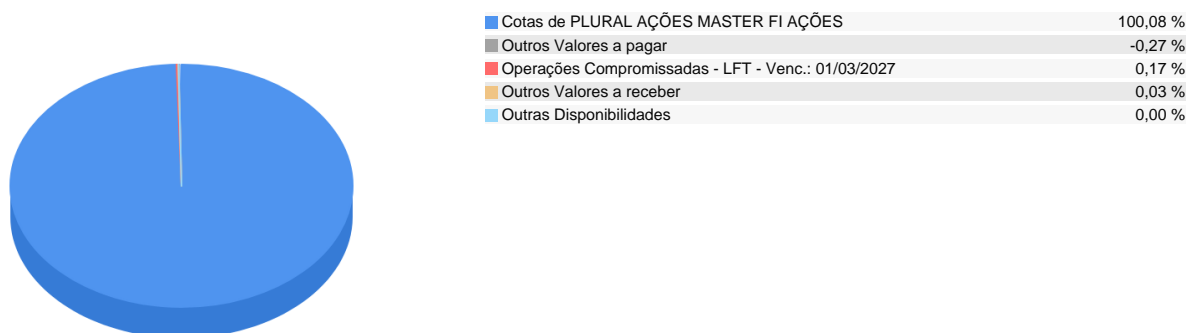 Cotas de PLURAL AÇÕES MASTER FI AÇÕES 100,08 %
Outros Valores a pagar -0,27 %
Operações Compromissadas - LFT - Venc.: 01/03/2027 0,17 %
Outros Valores a receber 0,03 %
Outras Disponibilidades 0,00 %